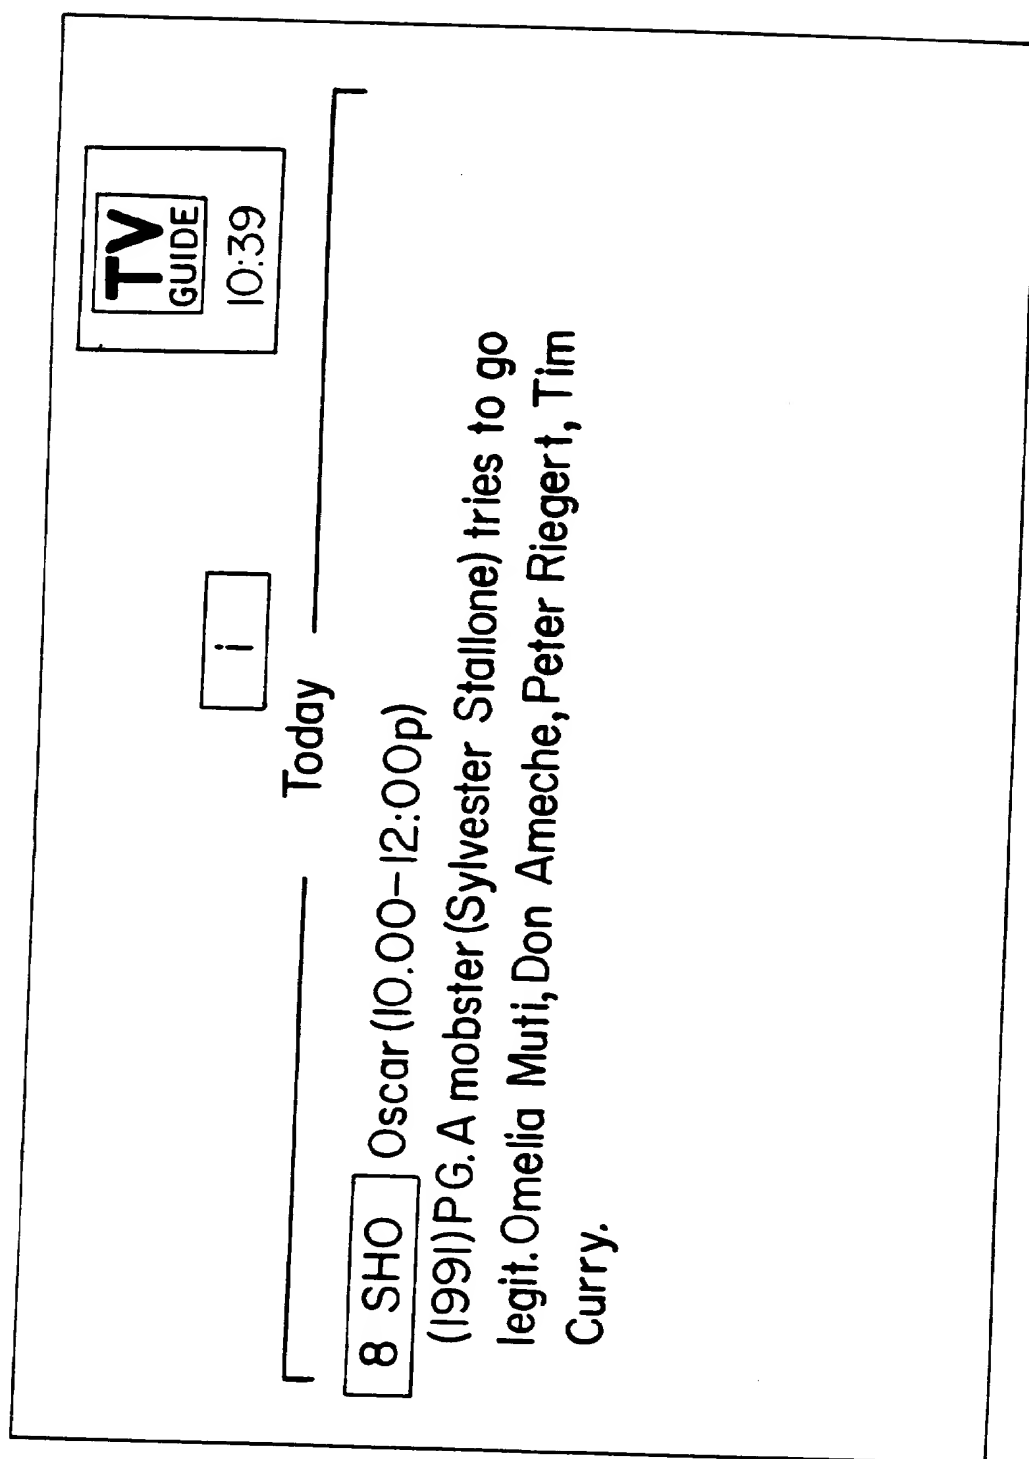 TV
GUIDE
10:39
i
Today
8 SHO Oscar (10.00-12:00p)
(1991)PG. A mobster (Sylvester Stallone) tries to go
legit. Omelia Muti, Don Ameche, Peter Riegert, Tim
Curry.